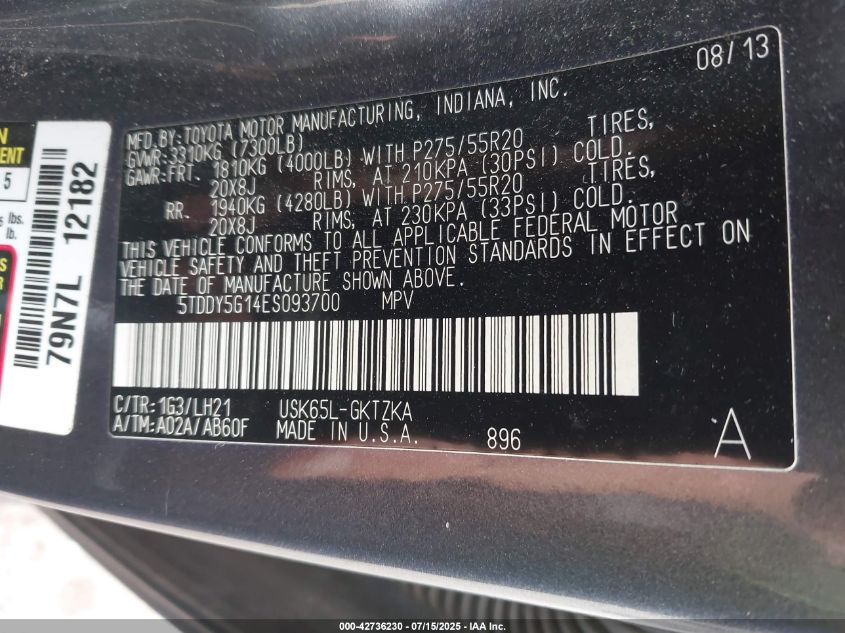 08/13
MFD.BY:TOYOTA MOTOR MANUFACTURING, INDIANA, INC.
GVWR:3310KG (7300LB)
GAWR:FRT. 1810KG (4000LB) WITH P275/55R20 TIRES,
20X8J RIMS, AT 210KPA (30PSI) COLD.
RR. 1940KG (4280LB) WITH P275/55R20 TIRES,
20X8J RIMS, AT 230KPA (33PSI) COLD.
THIS VEHICLE CONFORMS TO ALL APPLICABLE FEDERAL MOTOR
VEHICLE SAFETY AND THEFT PREVENTION STANDARDS IN EFFECT ON
THE DATE OF MANUFACTURE SHOWN ABOVE.
5TDDY5G14ES093700 MPV
C/TR:1G3/LH21 USK65L-GKTZKA
A/TM:A02A/AB60F MADE IN U.S.A. 896 A
79N7L 12182
5
lbs.
lb.
000-42736230 - 07/15/2025 - IAA Inc.